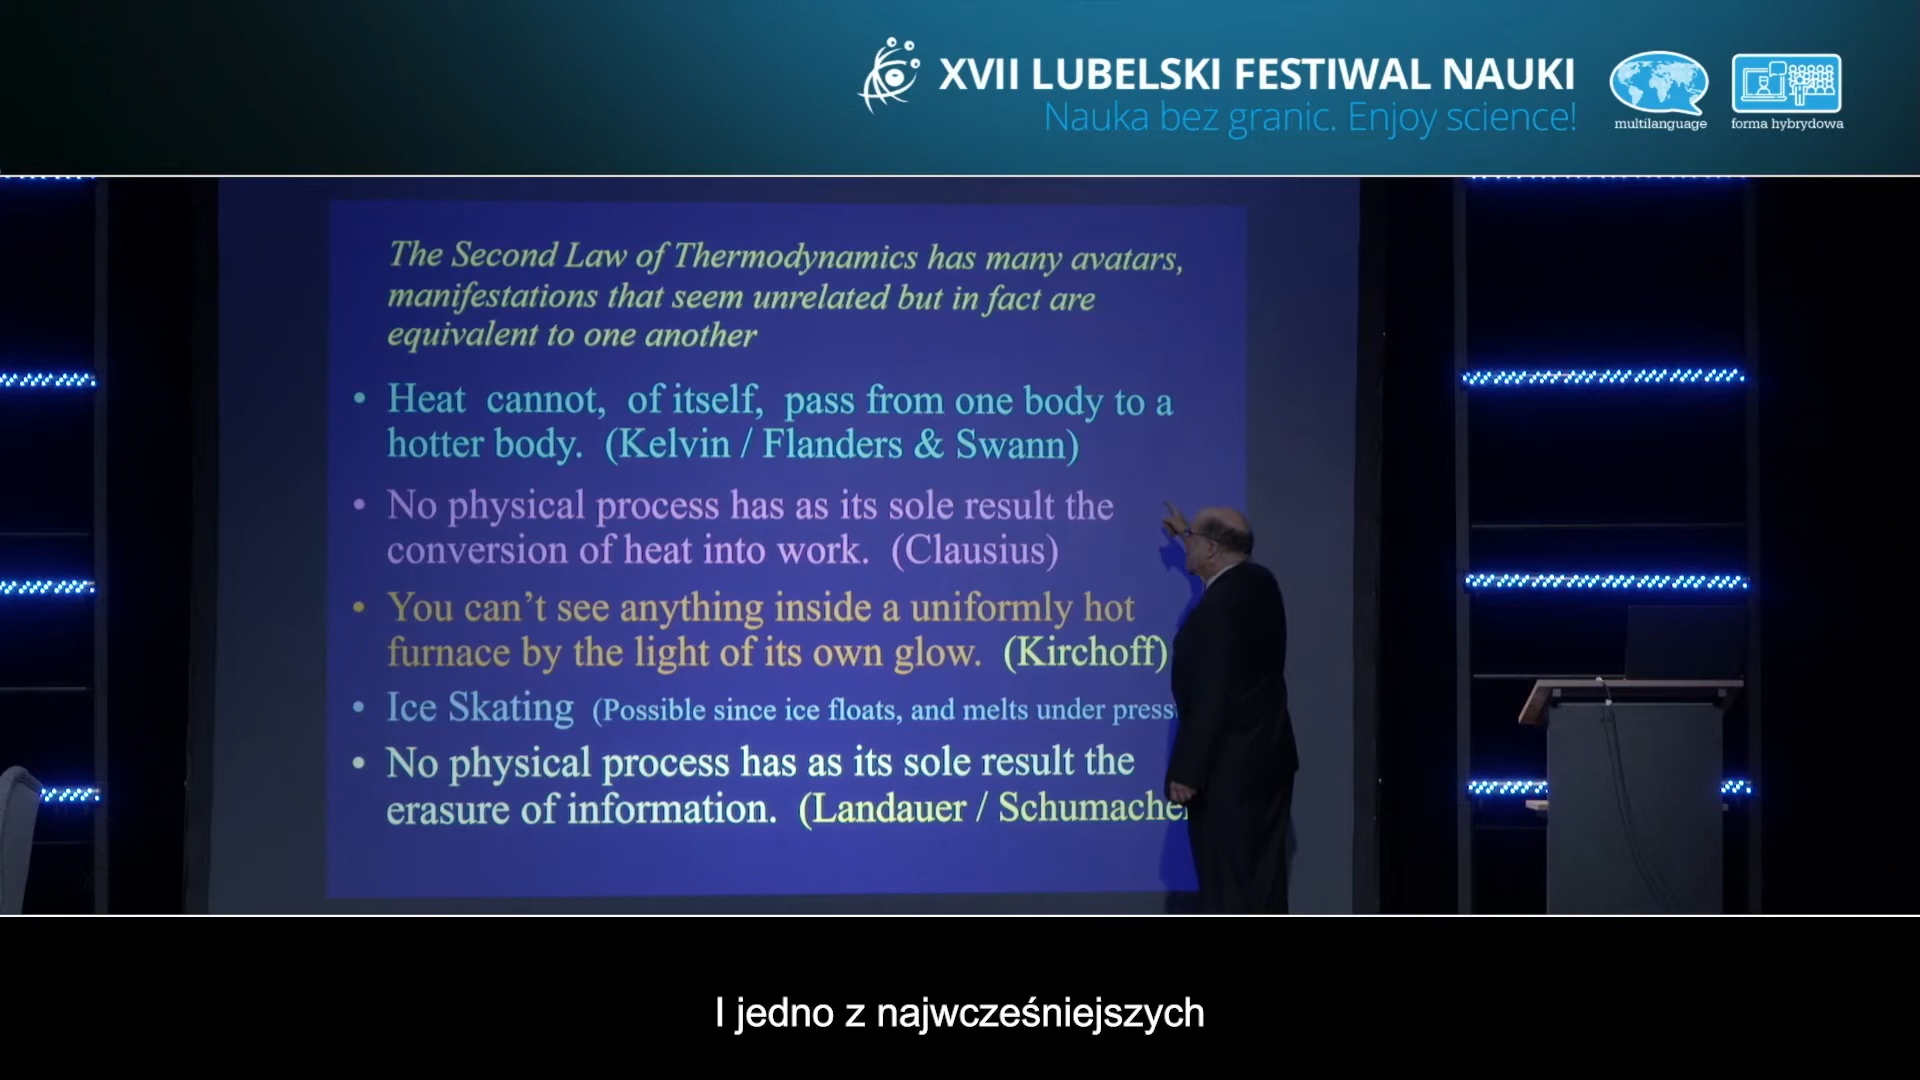 XVII LUBELSKI FESTIWAL NAUKI
Nauka bez granic. Enjoy science!
multilanguage
forma hybrydowa
The Second Law of Thermodynamics has many avatars,
manifestations that seem unrelated but in fact are
equivalent to one another
• Heat cannot, of itself, pass from one body to a
hotter body. (Kelvin / Flanders & Swann)
• No physical process has as its sole result the
conversion of heat into work. (Clausius)
• You can't see anything inside a uniformly hot
furnace by the light of its own glow. (Kirchoff)
• Ice Skating (Possible since ice floats, and melts under
• No physical process has as its sole result the
erasure of information. (Landauer /
I jedno z najwcześniejszych